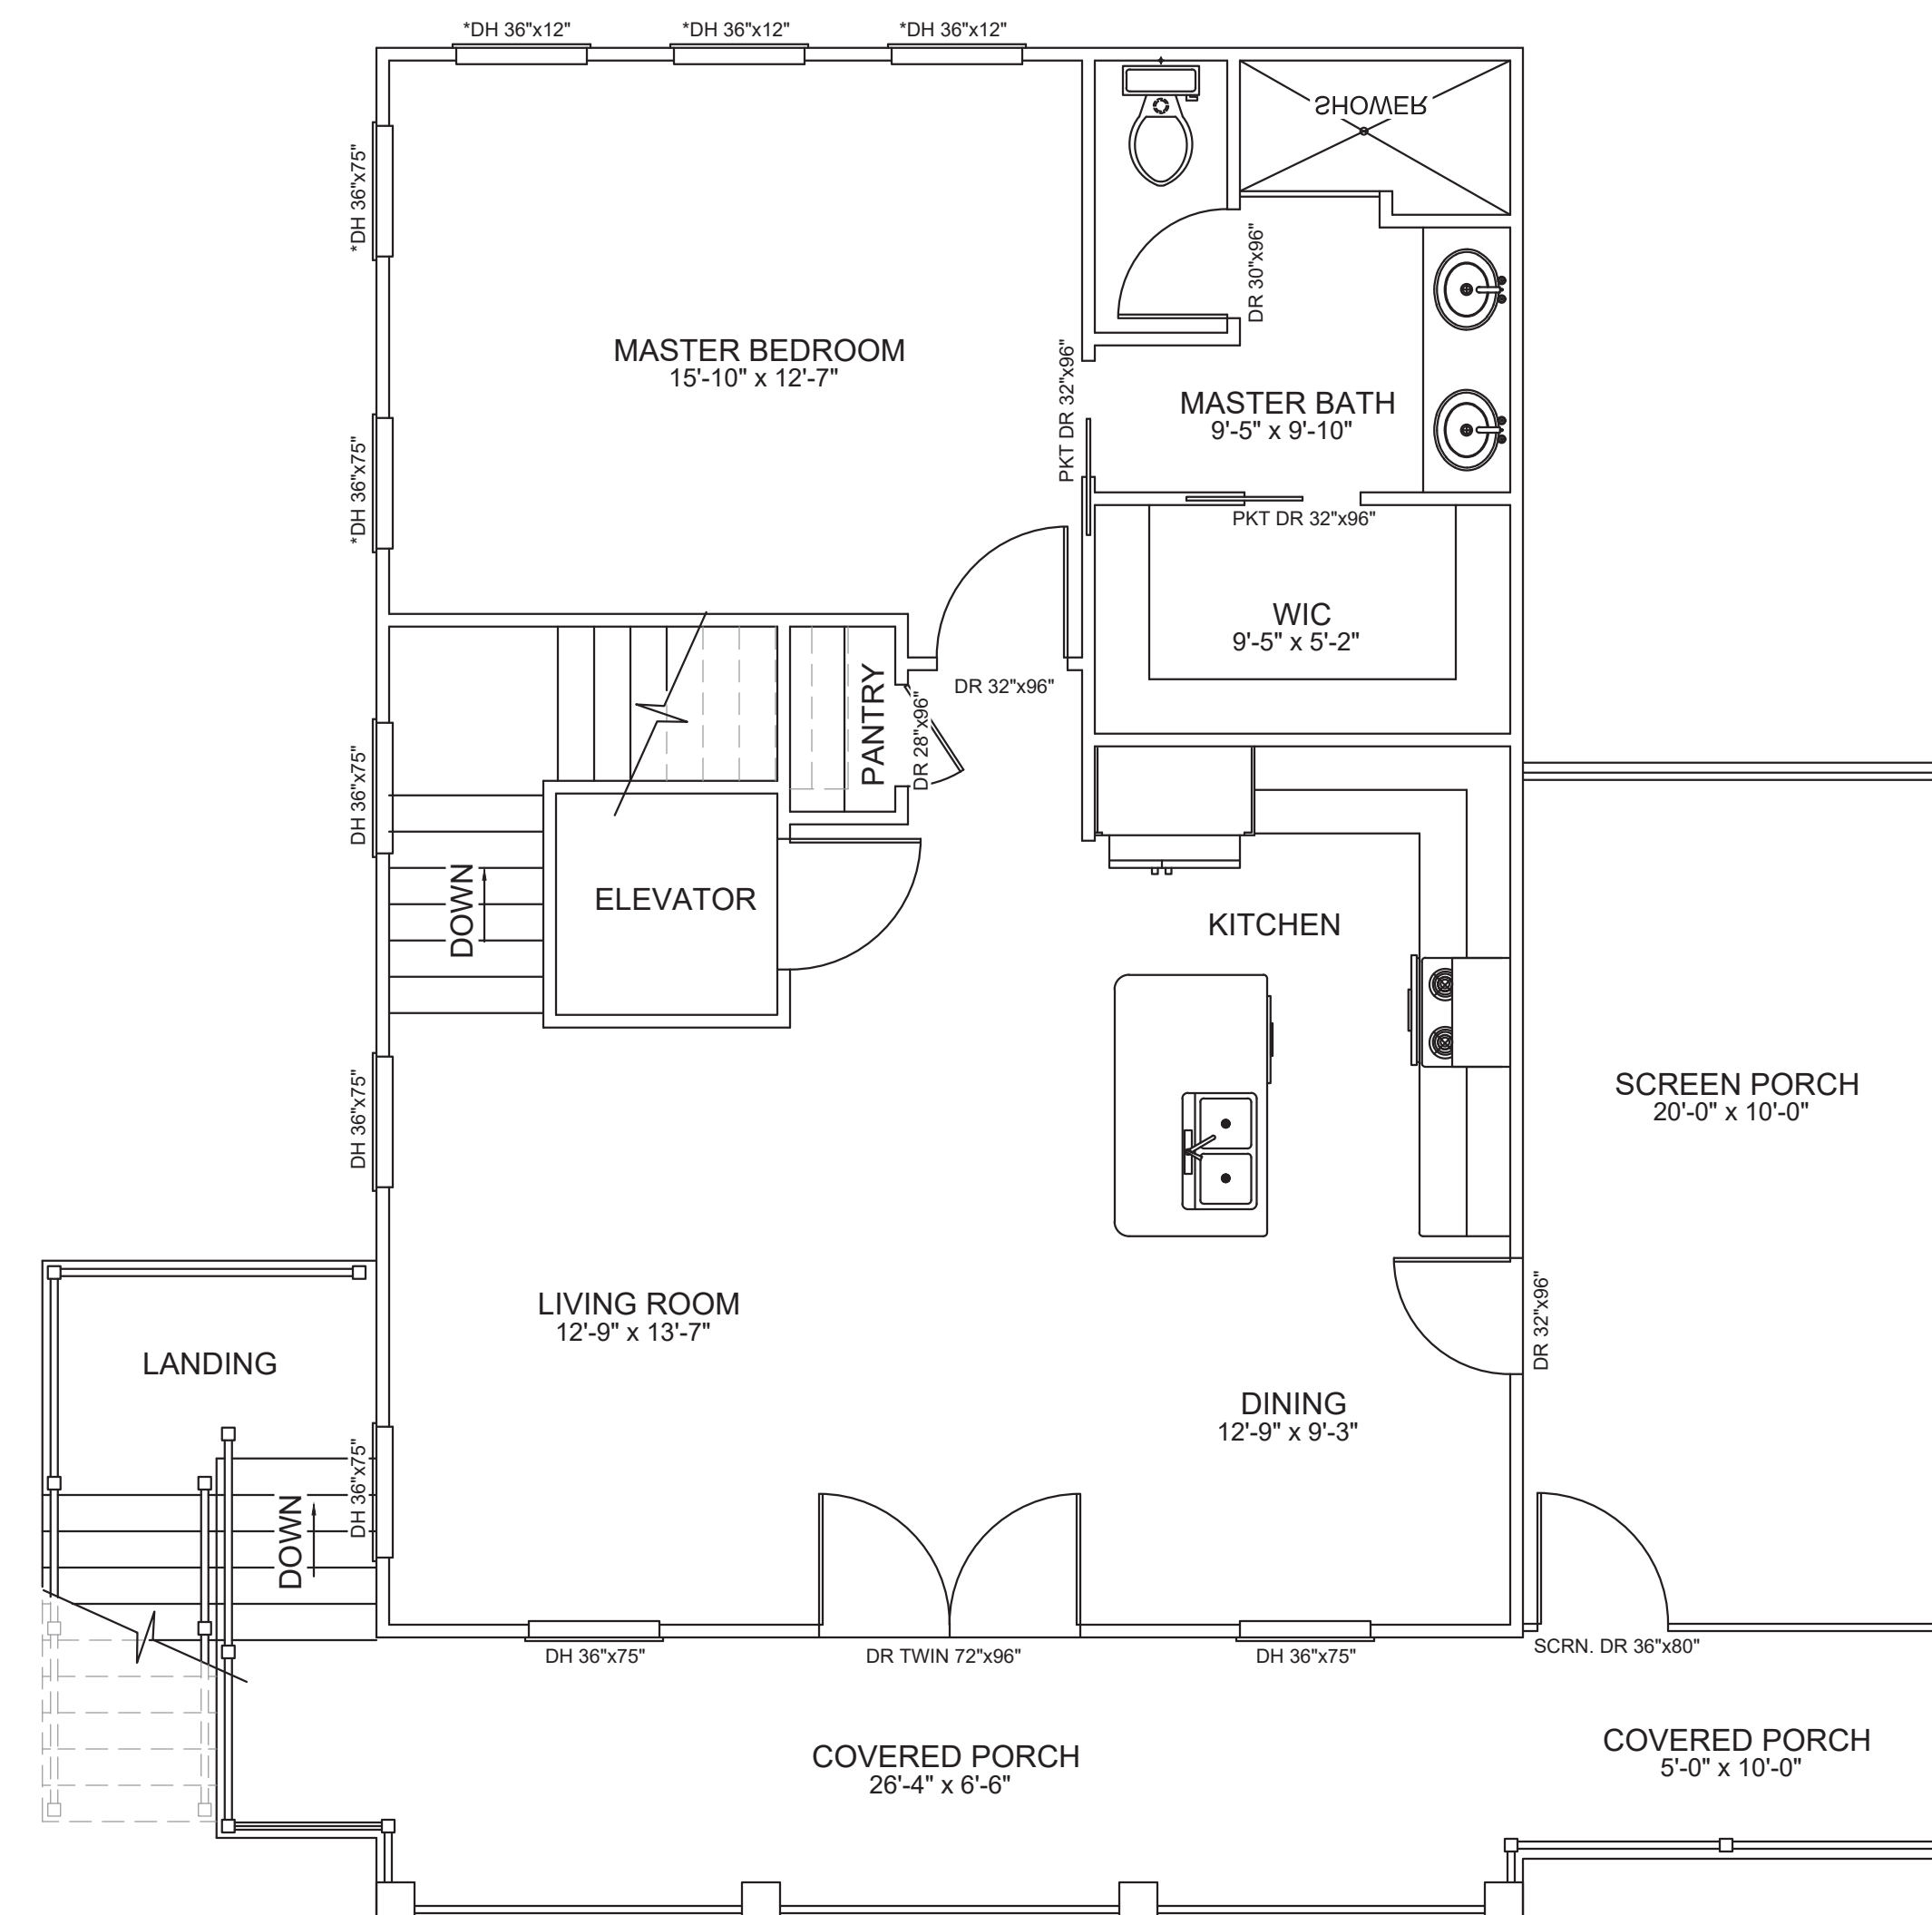 *DH 36"x12"
*DH 36"x12"
*DH 36"x12"
SHOWER
*DH 36"x75"
DR 30"x96"
MASTER BEDROOM
15'-10" x 12'-7"
PKT DR 32"x96"
MASTER BATH
9'-5" x 9'-10"
*DH 36"x75"
PKT DR 32"x96"
WIC
9'-5" x 5'-2"
DR 32"x96"
PANTRY
DR 28"x96"
DH 36"x75"
DOWN
ELEVATOR
KITCHEN
DH 36"x75"
SCREEN PORCH
20'-0" x 10'-0"
LIVING ROOM
12'-9" x 13'-7"
DR 32"x96"
LANDING
DINING
12'-9" x 9'-3"
DH 36"x75"
DOWN
DH 36"x75"
DR TWIN 72"x96"
DH 36"x75"
SCRN. DR 36"x80"
COVERED PORCH
26'-4" x 6'-6"
COVERED PORCH
5'-0" x 10'-0"